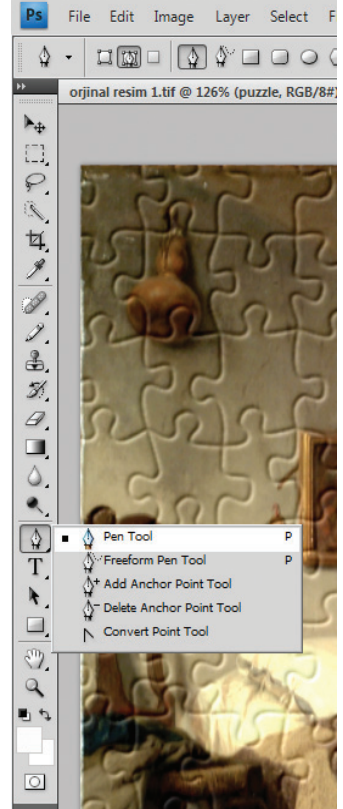 Ps File Edit Image Layer Select
orjinal resim 1.tif @ 126% (puzzle, RGB/8#)
Pen Tool P
Freeform Pen Tool P
Add Anchor Point Tool
Delete Anchor Point Tool
T
Convert Point Tool